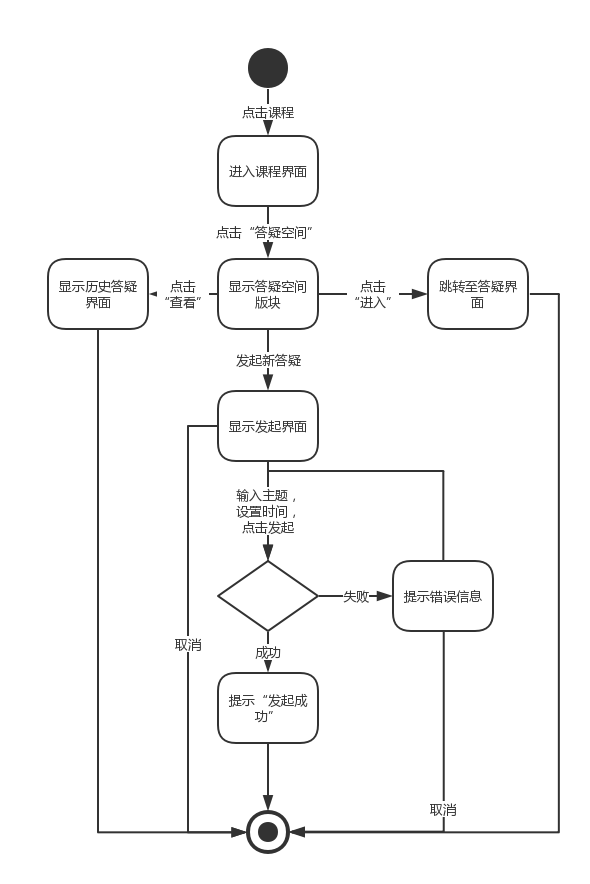 点击课程
进入课程界面
点击“答疑空间”
显示历史答疑
界面
点击
“查看”
显示答疑空间
版块
点击
“进入”
跳转至答疑界
面
发起新答疑
显示发起界面
输入主题，
设置时间，
点击发起
失败
提示错误信息
取消
成功
提示“发起成
功”
取消